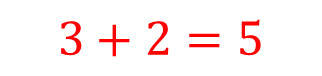 3 + 2 = 5